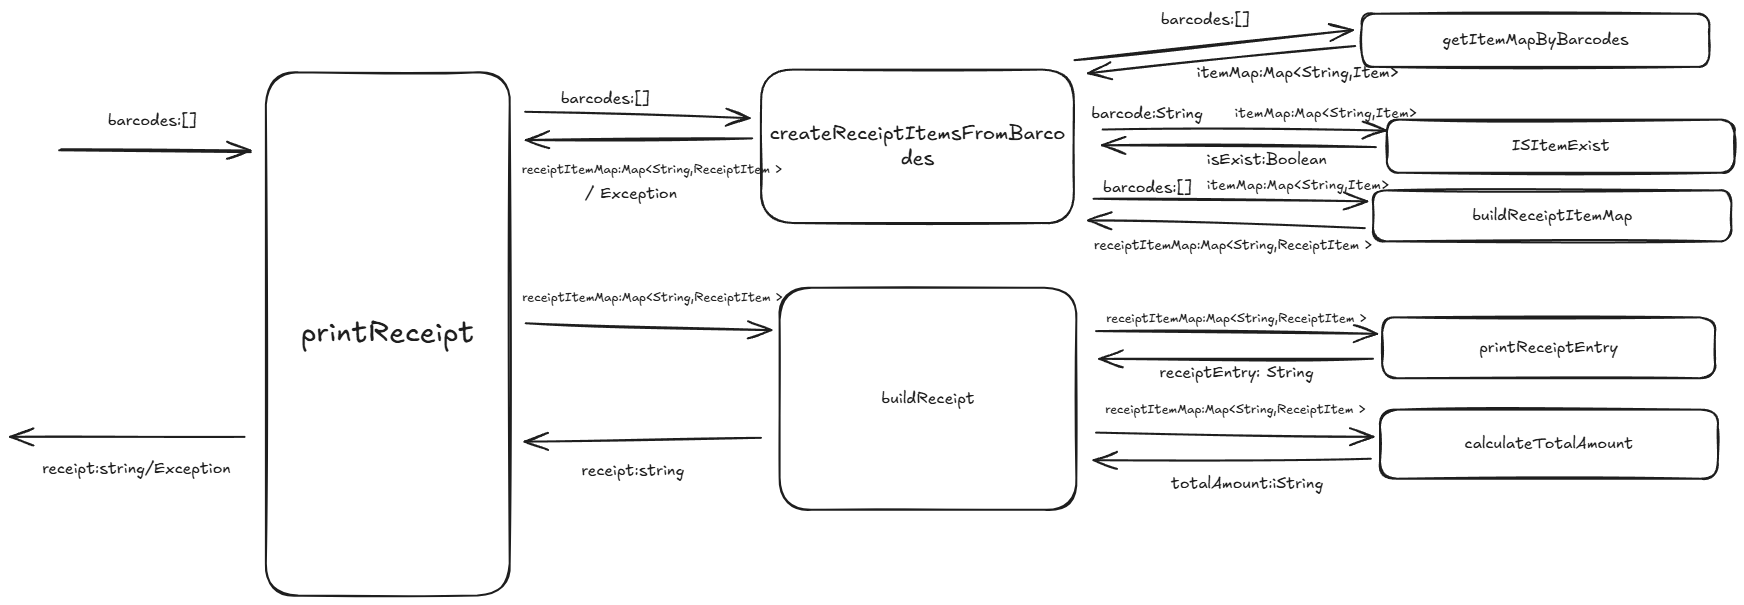 barcodes:[]
getItemMapByBarcodes
itemMap:Map<String,Item>
barcodes:[]
barcodes:[]
barcode:String
itemMap:Map<String,Item>
createReceiptItemsFromBarco
des
ISItemExist
isExist:Boolean
receiptItemMap:Map<String,ReceiptItem >
/ Exception
barcodes:[]
itemMap:Map<String,Item>
buildReceiptItemMap
receiptItemMap:Map<String,ReceiptItem >
printReceipt
receiptItemMap:Map<String,ReceiptItem >
receiptItemMap:Map<String,ReceiptItem >
printReceiptEntry
receiptEntry: String
buildReceipt
receiptItemMap:Map<String,ReceiptItem >
calculateTotalAmount
receipt:string/Exception
receipt:string
totalAmount:iString